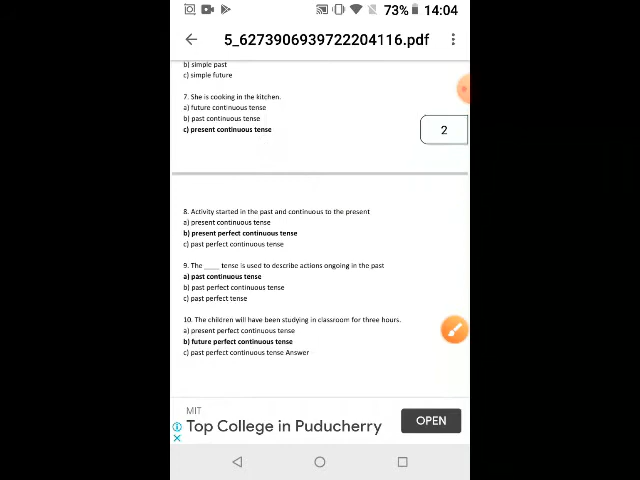 73% 14:04
5_6273906939722204116.pdf
b) simple past
c) simple future
7. She is cooking in the kitchen.
a) future continuous tense
b) past continuous tense
c) present continuous tense
2
8. Activity started in the past and continuous to the present
a) present continuous tense
b) present perfect continuous tense
c) past perfect continuous tense
9. The ____ tense is used to describe actions ongoing in the past
a) past continuous tense
b) past perfect continuous tense
c) past perfect tense
10. The children will have been studying in classroom for three hours.
a) present perfect continuous tense
b) future perfect continuous tense
c) past perfect continuous tense Answer
MIT
Top College in Puducherry
OPEN